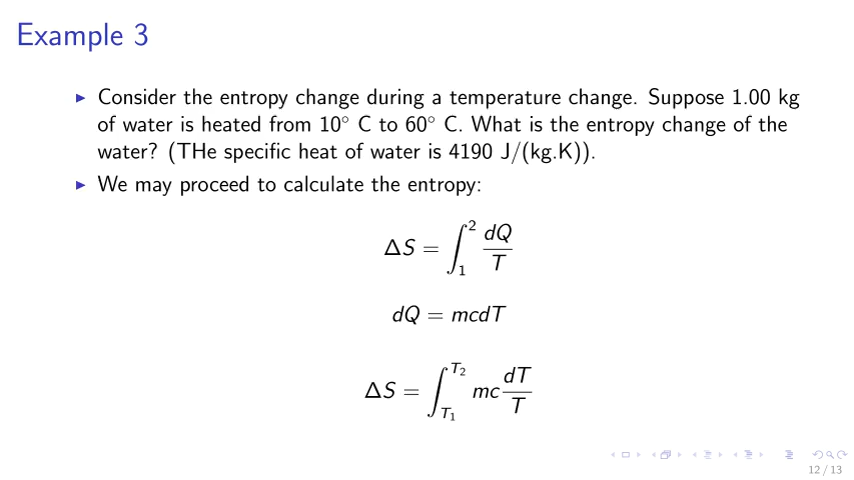 Example 3
▶ Consider the entropy change during a temperature change. Suppose 1.00 kg
of water is heated from 10° C to 60° C. What is the entropy change of the
water? (THe specific heat of water is 4190 J/(kg.K)).
▶ We may proceed to calculate the entropy:
ΔS = ∫₁² dQ/T
dQ = mcdT
ΔS = ∫_{T₁}^{T₂} mc dT/T
12 / 13